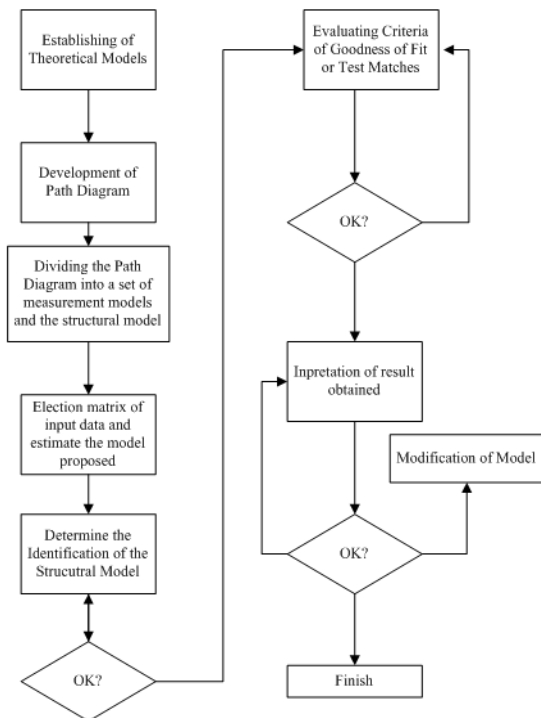 Establishing of
Theoretical Models
Development of
Path Diagram
Dividing the Path
Diagram into a set of
measurement models
and the structural model
Election matrix of
input data and
estimate the model
proposed
Determine the
Identification of the
Strucutral Model
OK?
Evaluating Criteria
of Goodness of Fit
or Test Matches
OK?
Inpretation of result
obtained
Modification of Model
OK?
Finish